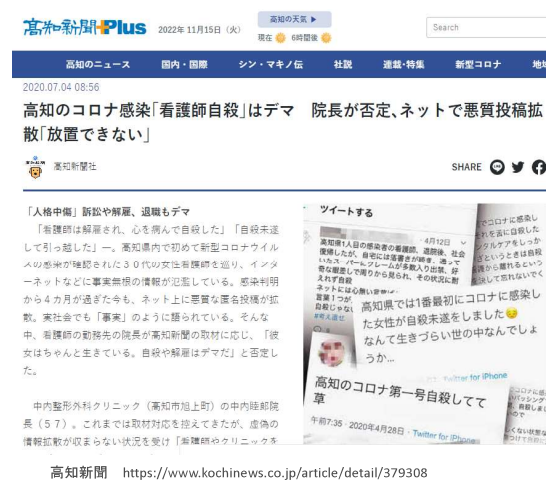 高知新聞Plus
2022年 11月15日（火）
高知の天気 ▶
現在 6時間後
Search
高知のニュース 国内・国際 シン・マキノ伝 社説 連載・特集 新型コロナ 地域
2020.07.04 08:56
高知のコロナ感染「看護師自殺」はデマ 院長が否定、ネットで悪質投稿拡
散「放置できない」
高知新聞社
SHARE
「人格中傷」訴訟や解雇、退職もデマ
「看護師は解雇され、心を病んで自殺した」「自殺未遂
して引っ越した」―。高知県内で初めて新型コロナウイル
スの感染が確認された３０代の女性看護師を巡り、インタ
ーネットなどに事実無根の情報が氾濫している。感染判明
から４カ月が過ぎた今も、ネット上に悪質な匿名投稿が拡
散。実社会でも「事実」のように語られている。そんな
中、看護師の勤務先の院長が高知新聞の取材に応じ、「彼
女はちゃんと生きている。自殺や解雇はデマだ」と否定し
た。
中内整形外科クリニック（高知市旭上町）の中内睦郎院
長（５７）。これまでは取材対応を控えてきたが、虚偽の
情報拡散が収まらない状況を受け「看護師やクリニックを
ツイートする
4月12日
高知県1人目の感染者の看護師、退院後、社会
復帰したが、自宅には落書きが
#考え直せ
高知県では1番最初にコロナに感染し
た女性が自殺未遂をしました
なんて生きづらい世の中なんでしょ
うか...
Twitter for iPhone
高知のコロナ第一号自殺してて
草
午前7:35・2020年4月28日・Twitter for iPhone
高知新聞 https://www.kochinews.co.jp/article/detail/379308